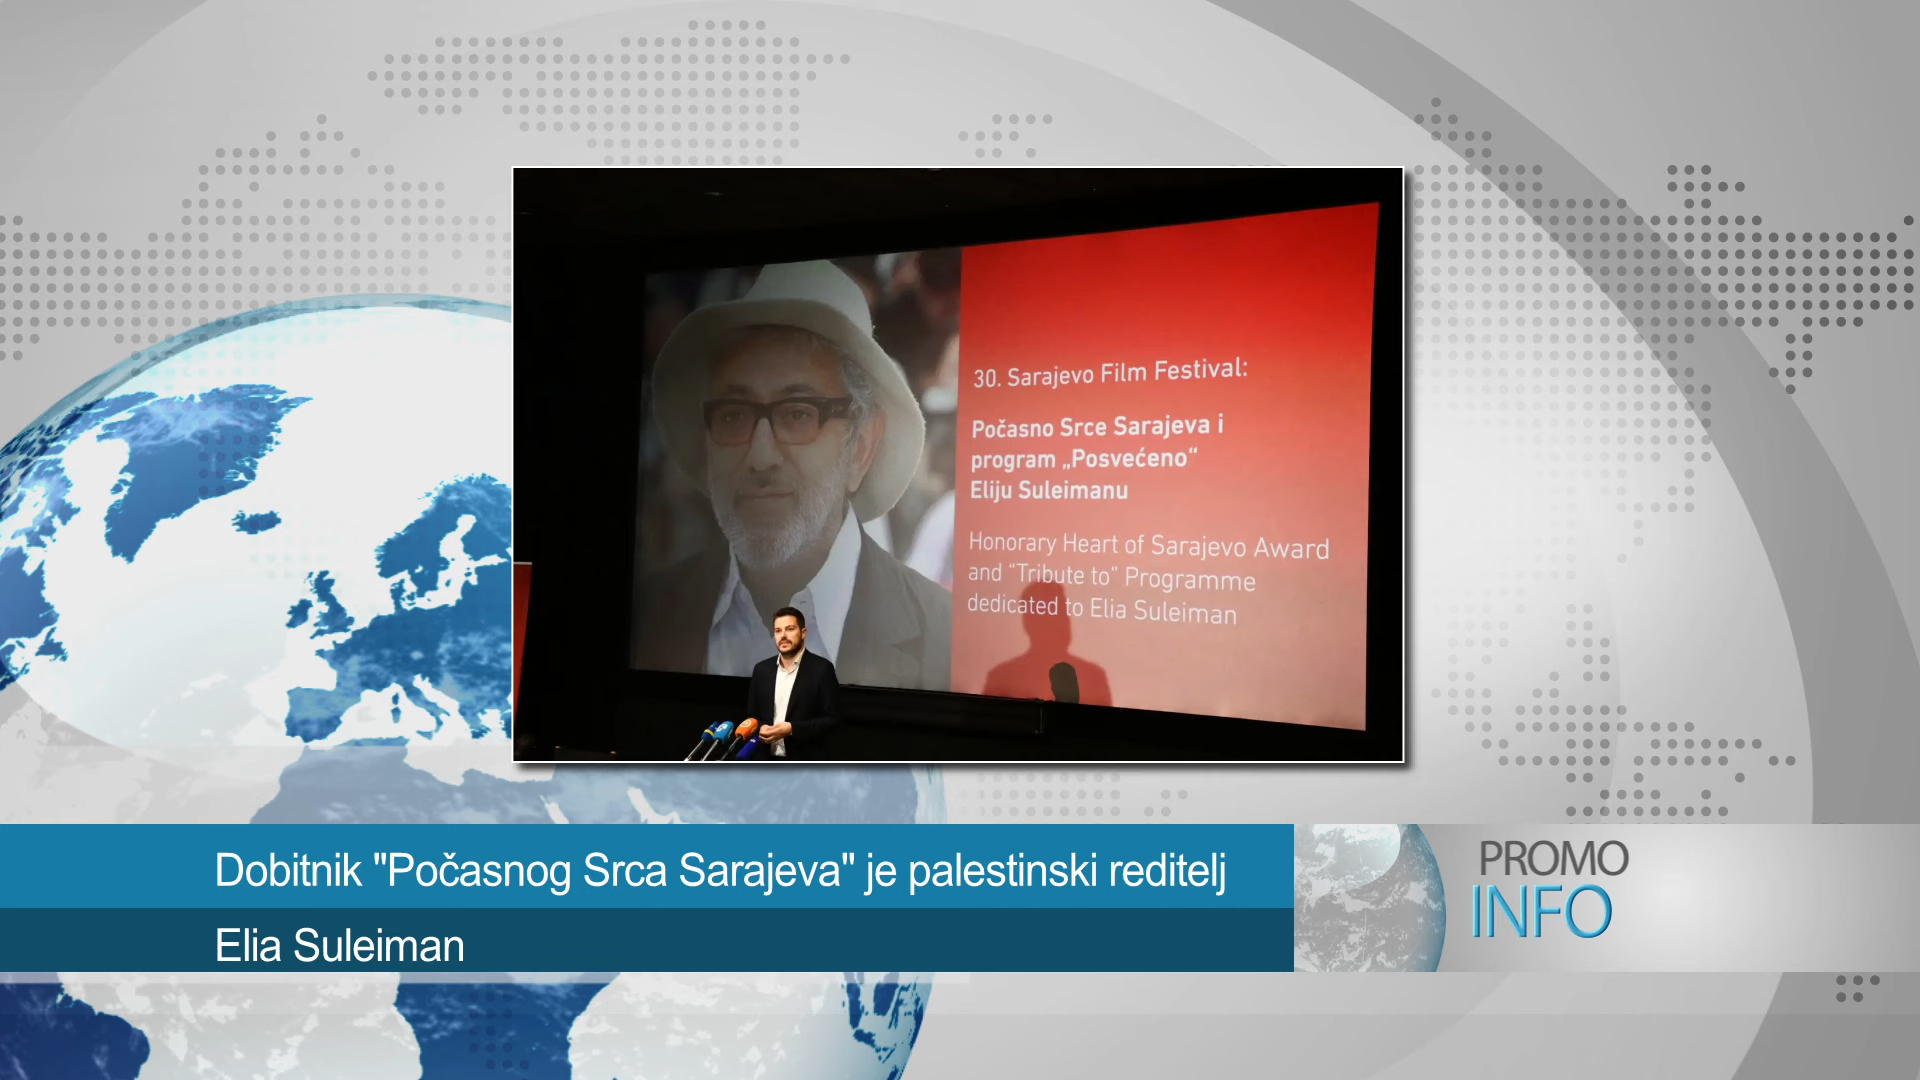 30. Sarajevo Film Festival:
Počasno Srce Sarajeva i
program „Posvećeno“
Eliju Suleimanu
Honorary Heart of Sarajevo Award
and “Tribute to” Programme
dedicated to Elia Suleiman
Dobitnik "Počasnog Srca Sarajeva" je palestinski reditelj
Elia Suleiman
PROMO
INFO